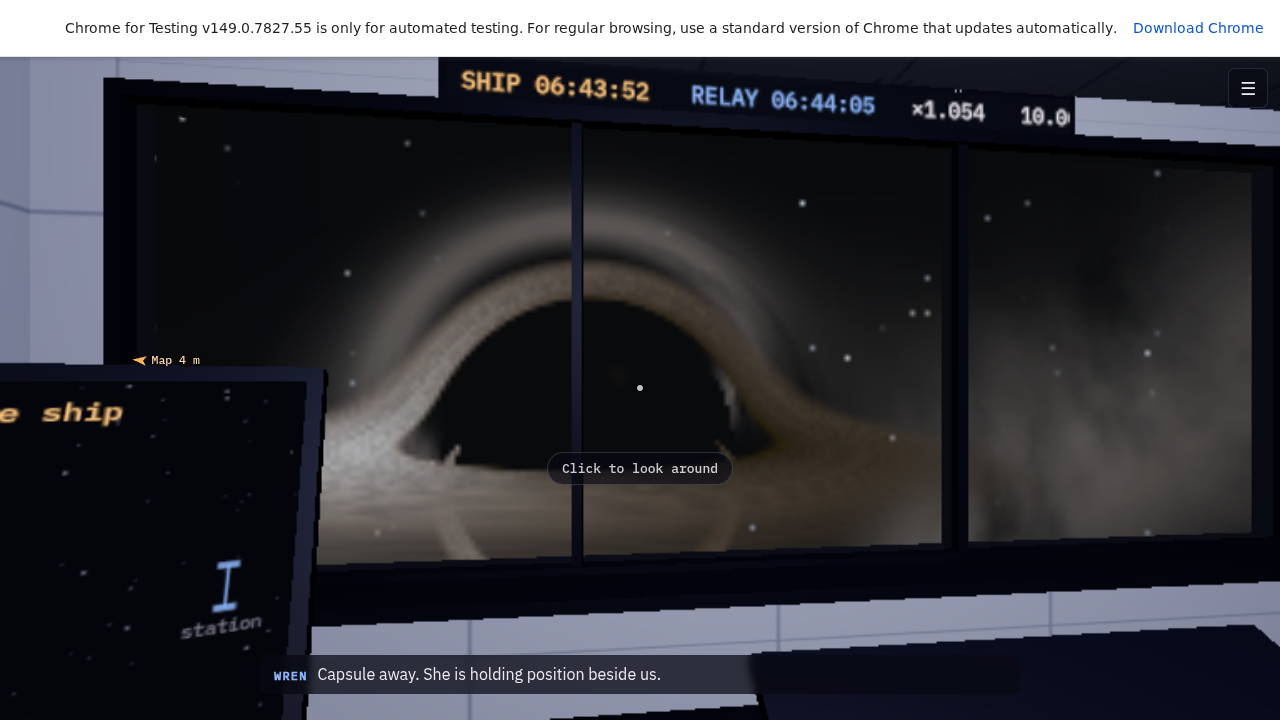 Chrome for Testing v149.0.7827.55 is only for automated testing. For regular browsing, use a standard version of Chrome that updates automatically. Download Chrome
SHIP 06:43:52 RELAY 06:44:05 ×1.054 10.0
Map 4 m
e ship
Click to look around
I
station
WREN Capsule away. She is holding position beside us.